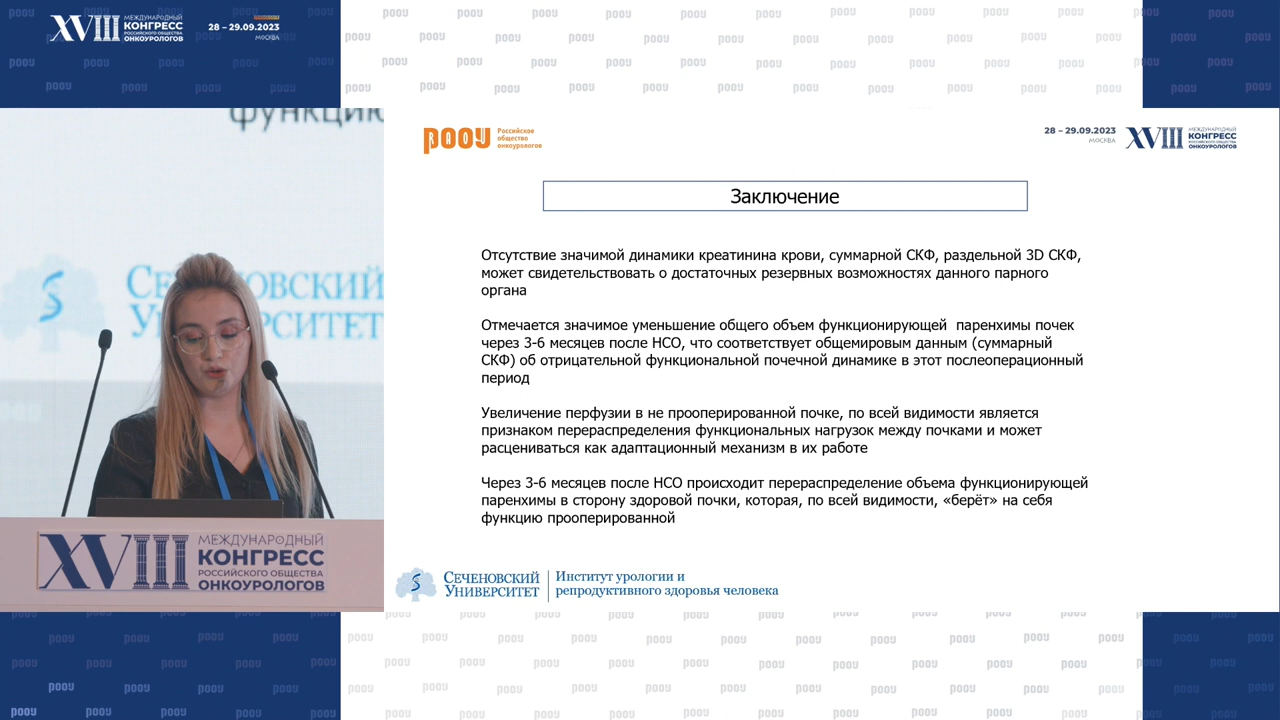 XVIII МЕЖДУНАРОДНЫЙ
КОНГРЕСС
РОССИЙСКОГО ОБЩЕСТВА
ОНКОУРОЛОГОВ
28 – 29.09.2023
МОСКВА
функцию
СЕЧЕНОВСКИЙ
УНИВЕРСИТЕТ
XVIII МЕЖДУНАРОДНЫЙ
КОНГРЕСС
РОССИЙСКОГО ОБЩЕСТВА
ОНКОУРОЛОГОВ
РООУ
Российское
общество
онкоурологов
28 – 29.09.2023
МОСКВА
XVIII МЕЖДУНАРОДНЫЙ
КОНГРЕСС
РОССИЙСКОГО ОБЩЕСТВА
ОНКОУРОЛОГОВ
Заключение
Отсутствие значимой динамики креатинина крови, суммарной СКФ, раздельной 3D СКФ,
может свидетельствовать о достаточных резервных возможностях данного парного
органа
Отмечается значимое уменьшение общего объем функционирующей паренхимы почек
через 3-6 месяцев после НСО, что соответствует общемировым данным (суммарный
СКФ) об отрицательной функциональной почечной динамике в этот послеоперационный
период
Увеличение перфузии в не прооперированной почке, по всей видимости является
признаком перераспределения функциональных нагрузок между почками и может
расцениваться как адаптационный механизм в их работе
Через 3-6 месяцев после НСО происходит перераспределение объема функционирующей
паренхимы в сторону здоровой почки, которая, по всей видимости, «берёт» на себя
функцию прооперированной
СЕЧЕНОВСКИЙ
УНИВЕРСИТЕТ
Институт урологии и
репродуктивного здоровья человека